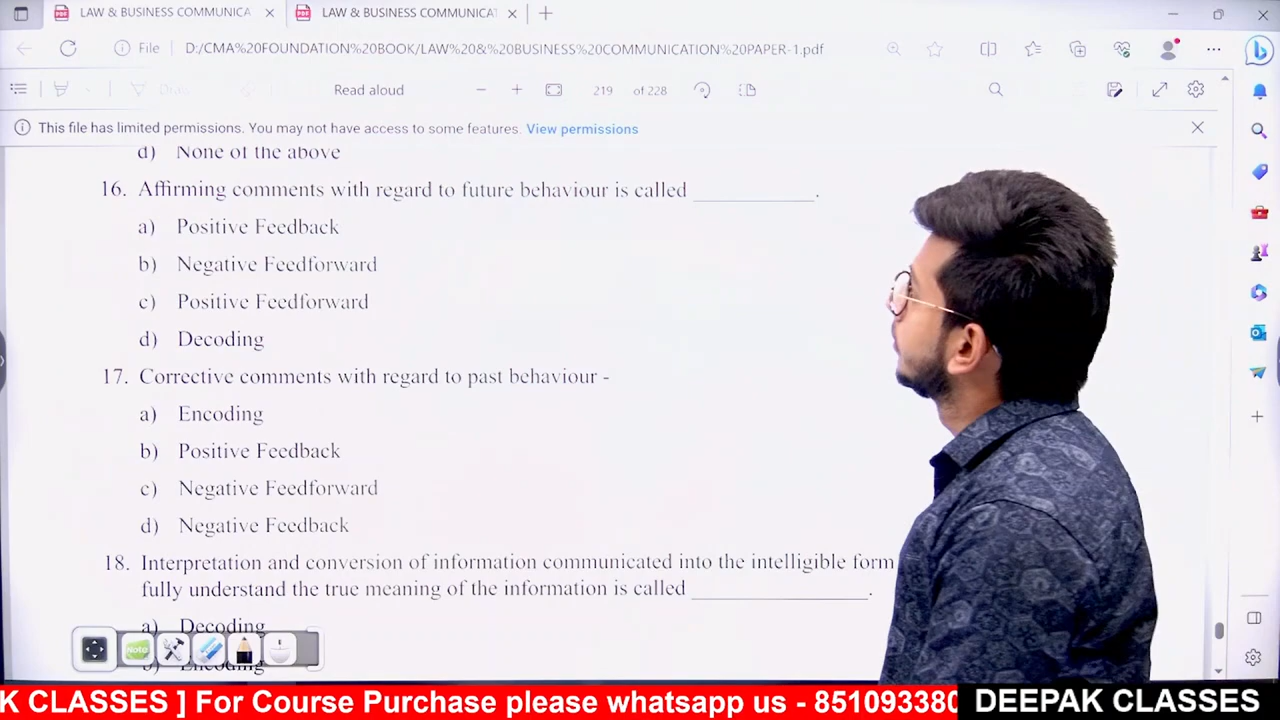 LAW & BUSINESS COMMUNICA
LAW & BUSINESS COMMUNICAT
File
D:/CMA%20FOUNDATION%20BOOK/LAW%20&%20BUSINESS%20COMMUNICATION%20PAPER-1.pdf
Draw
Read aloud
219 of 228
This file has limited permissions. You may not have access to some features. View permissions
d) None of the above
16. Affirming comments with regard to future behaviour is called ____________.
a) Positive Feedback
b) Negative Feedforward
c) Positive Feedforward
d) Decoding
17. Corrective comments with regard to past behaviour -
a) Encoding
b) Positive Feedback
c) Negative Feedforward
d) Negative Feedback
18. Interpretation and conversion of information communicated into the intelligible form
fully understand the true meaning of the information is called _________________.
a) Decoding
b) Encoding
Note
K CLASSES ] For Course Purchase please whatsapp us - 851093380
DEEPAK CLASSES